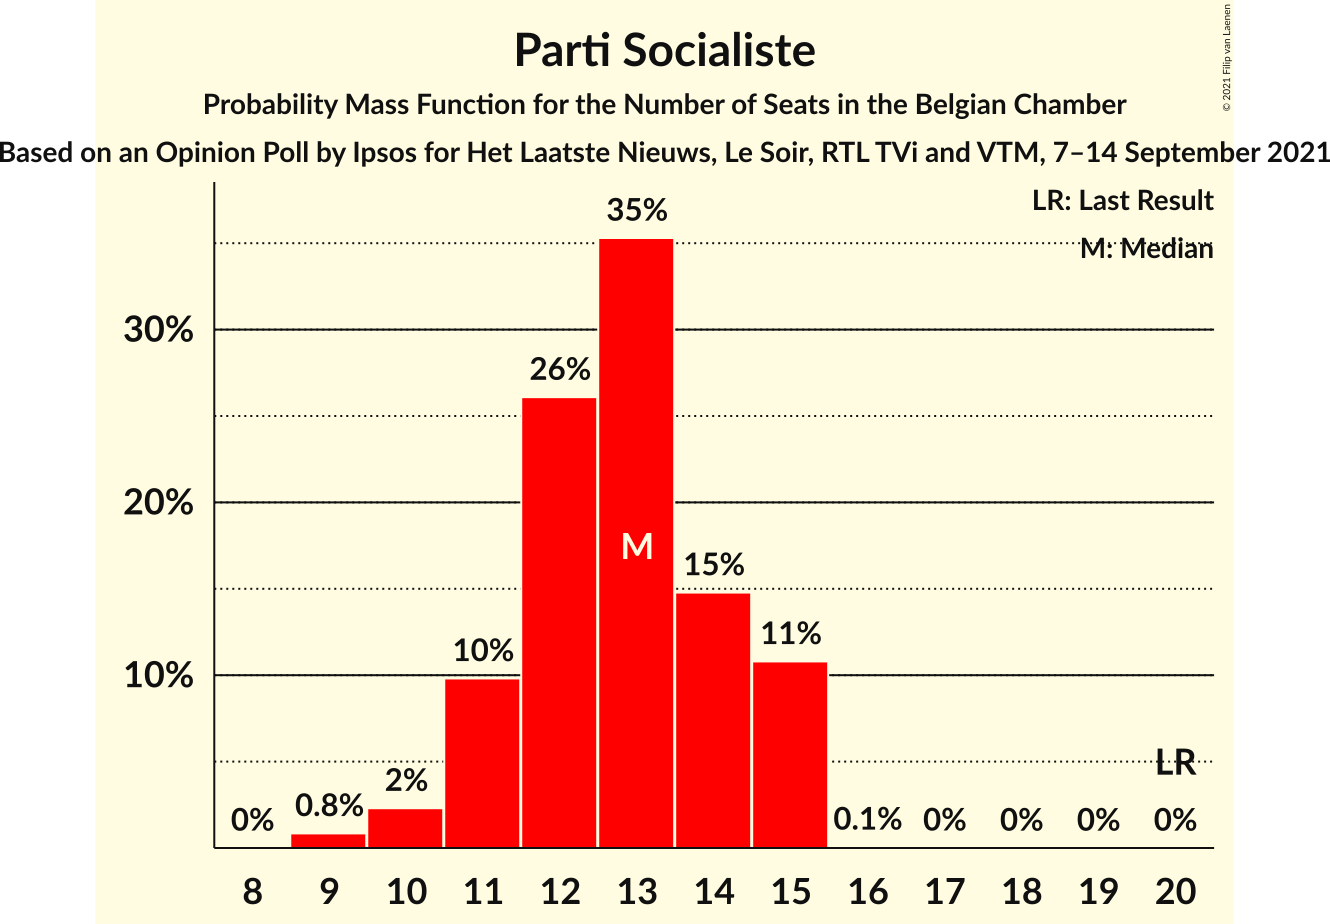 Parti Socialiste
Probability Mass Function for the Number of Seats in the Belgian Chamber
Based on an Opinion Poll by Ipsos for Het Laatste Nieuws, Le Soir, RTL TVi and VTM, 7–14 September 2021
© 2021 Filip van Laenen
LR: Last Result
M: Median
35%
30%
26%
20%
M
15%
11%
10%
10%
LR
2%
0.8%
0%
0.1%
0%
0%
0%
0%
8 9 10 11 12 13 14 15 16 17 18 19 20